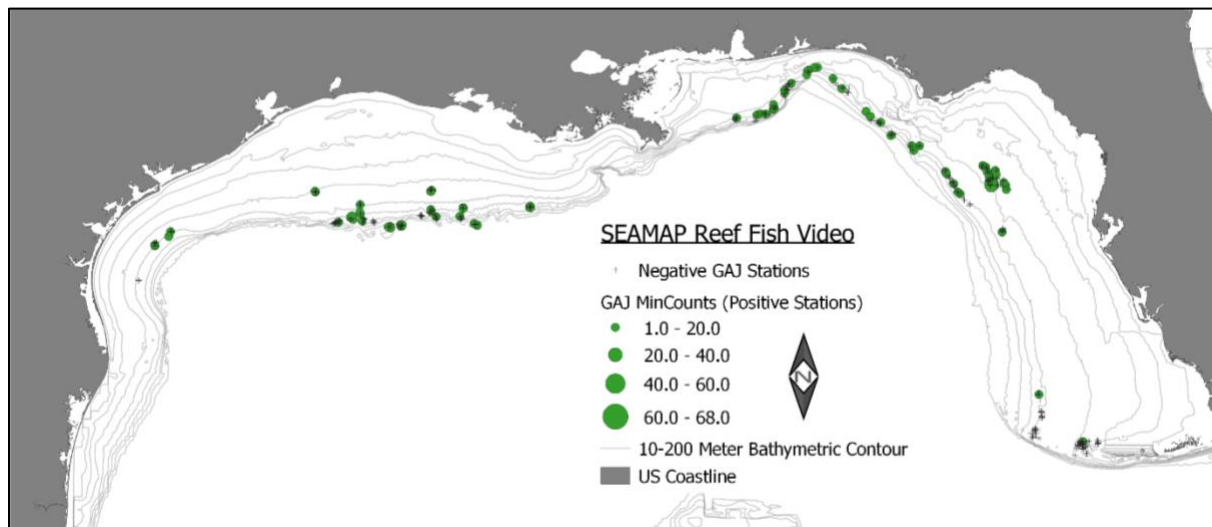 SEAMAP Reef Fish Video
Negative GAJ Stations
GAJ MinCounts (Positive Stations)
1.0 - 20.0
20.0 - 40.0
40.0 - 60.0
60.0 - 68.0
N
10-200 Meter Bathymetric Contour
US Coastline